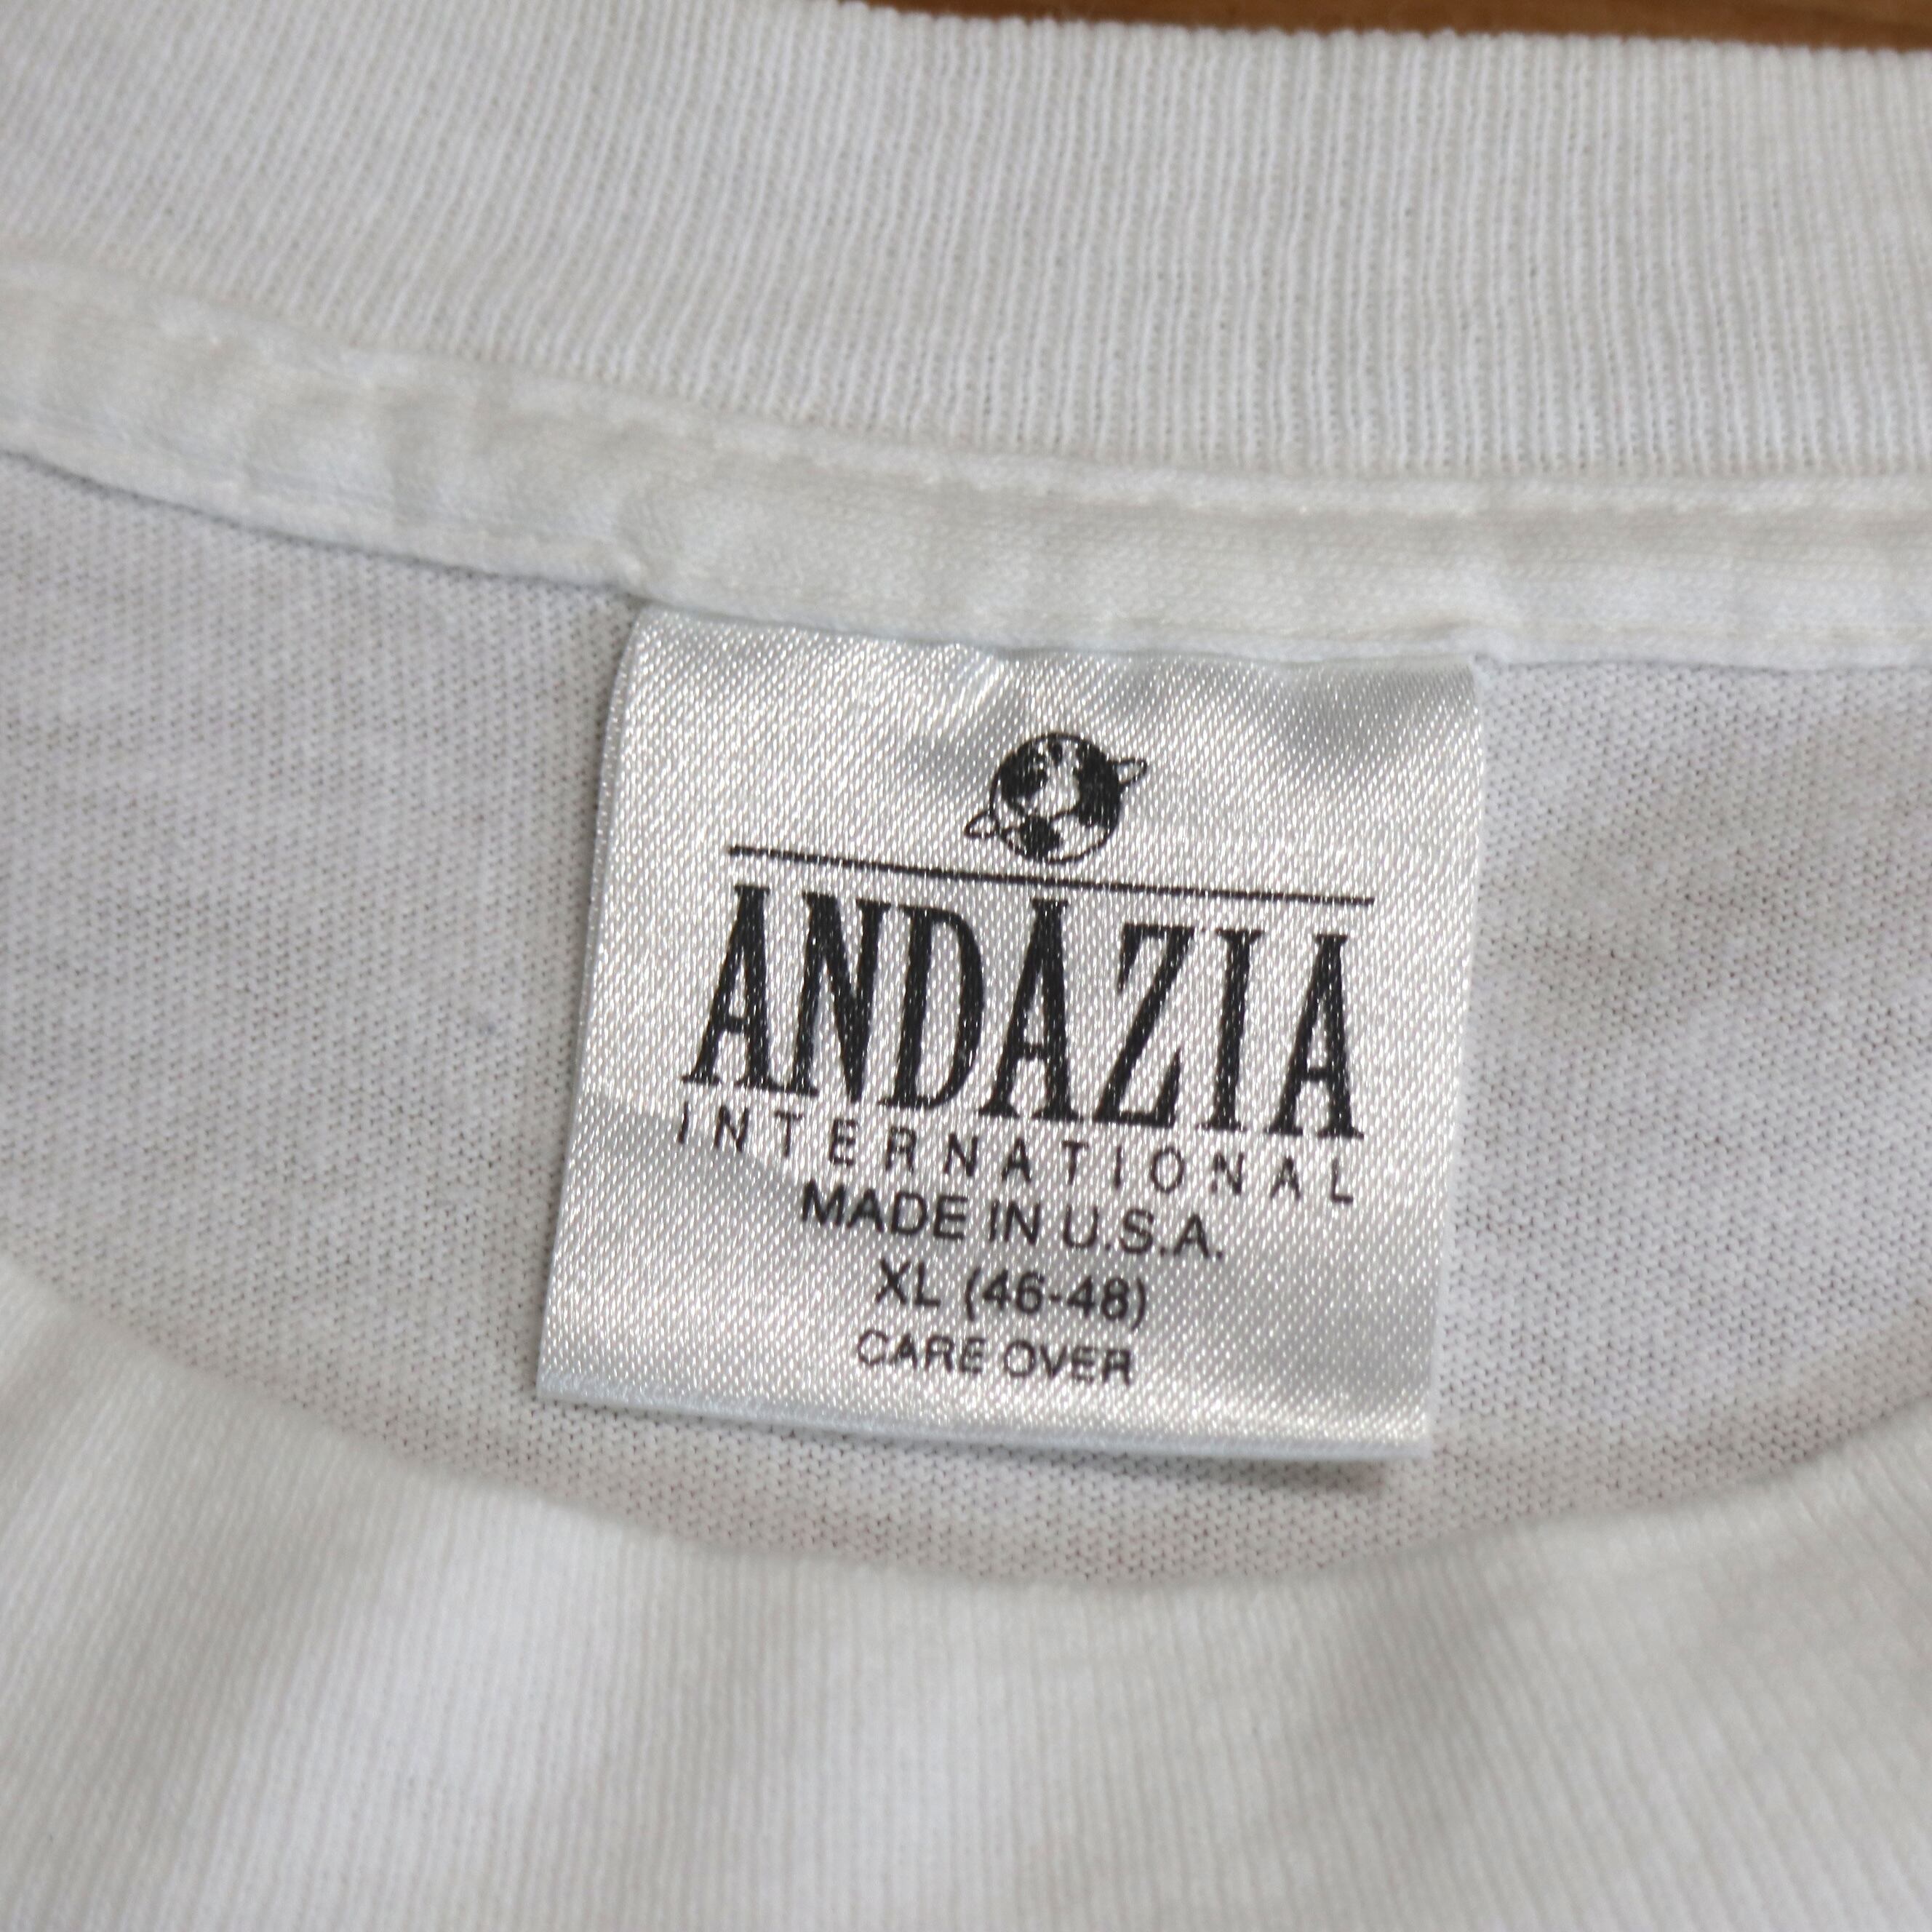 ANDAZIA
INTERNATIONAL
MADE IN U.S.A.
XL (46-48)
CARE OVER